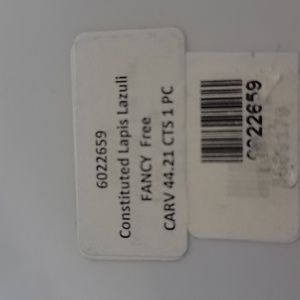 6022659
Constituted Lapis Lazuli
FANCY Free
CARV 44.21 CTS 1 PC
6022659